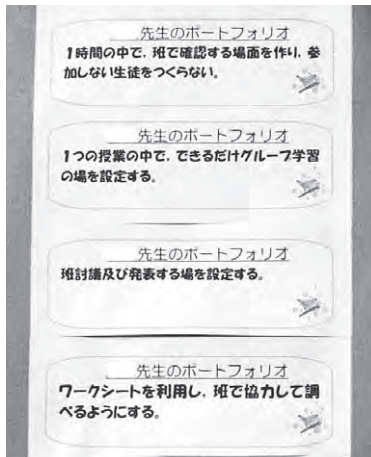 先生のポートフォリオ
1時間の中で，班で確認する場面を作り，参
加しない生徒をつくらない。
先生のポートフォリオ
1つの授業の中で，できるだけグループ学習
の場を設定する。
先生のポートフォリオ
班討議及び発表する場を設定する。
先生のポートフォリオ
ワークシートを利用し，班で協力して調
べるようにする。